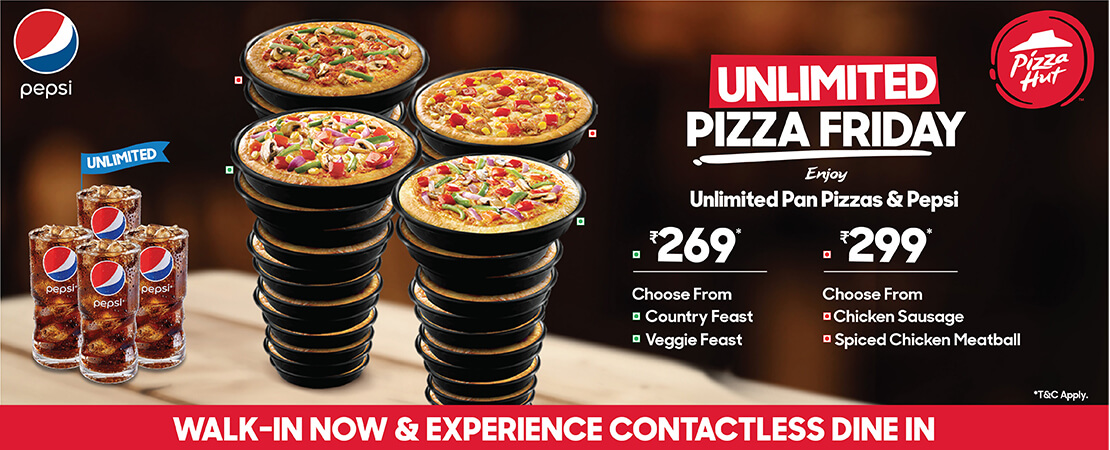 pepsi
UNLIMITED
pepsi
pepsi
pepsi
pepsi
Pizza
Hut
UNLIMITED
PIZZA FRIDAY
Enjoy
Unlimited Pan Pizzas & Pepsi
₹269*
Choose From
Country Feast
Veggie Feast
₹299*
Choose From
Chicken Sausage
Spiced Chicken Meatball
*T&C Apply.
WALK-IN NOW & EXPERIENCE CONTACTLESS DINE IN